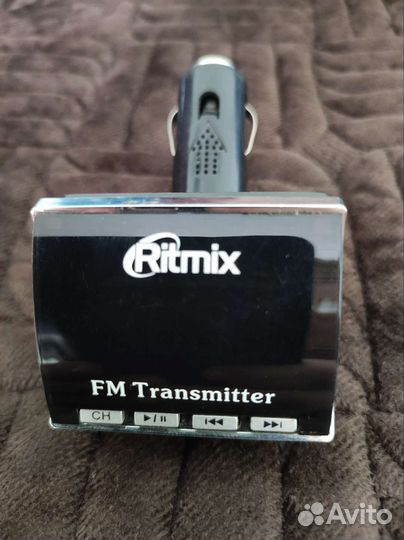 Ritmix
FM Transmitter
CH
Avito